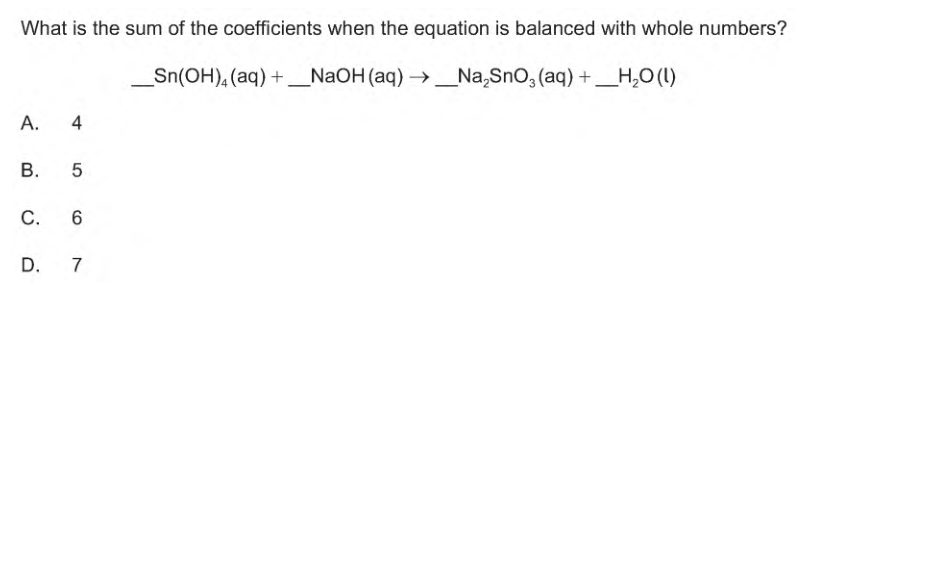 What is the sum of the coefficients when the equation is balanced with whole numbers?
__Sn(OH)₄(aq) + __NaOH(aq) → __Na₂SnO₃(aq) + __H₂O(l)
A. 4
B. 5
C. 6
D. 7